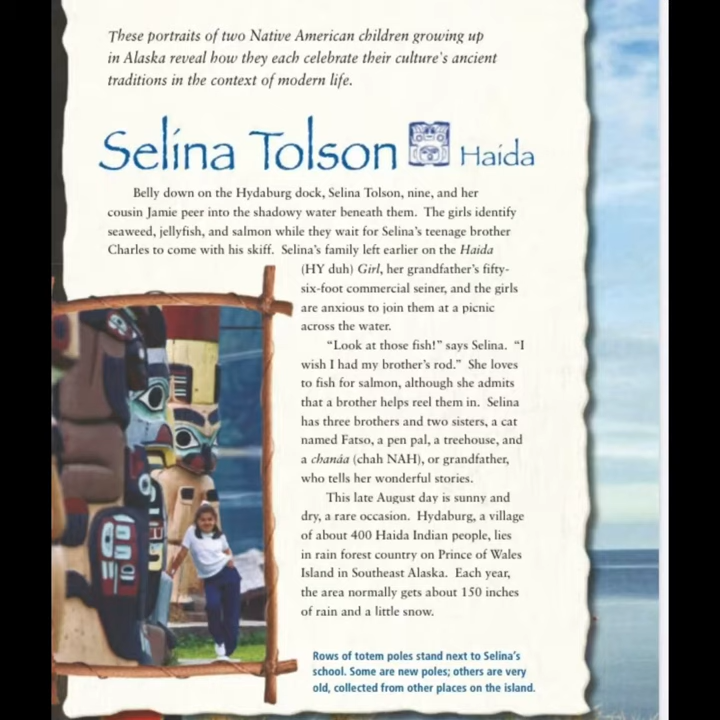 These portraits of two Native American children growing up
in Alaska reveal how they each celebrate their culture's ancient
traditions in the context of modern life.
Selina Tolson Haida
Belly down on the Hydaburg dock, Selina Tolson, nine, and her
cousin Jamie peer into the shadowy water beneath them. The girls identify
seaweed, jellyfish, and salmon while they wait for Selina's teenage brother
Charles to come with his skiff. Selina's family left earlier on the Haida
(HY duh) Girl, her grandfather's fifty-
six-foot commercial seiner, and the girls
are anxious to join them at a picnic
across the water.
"Look at those fish!" says Selina. "I
wish I had my brother's rod." She loves
to fish for salmon, although she admits
that a brother helps reel them in. Selina
has three brothers and two sisters, a cat
named Fatso, a pen pal, a treehouse, and
a chanáa (chah NAH), or grandfather,
who tells her wonderful stories.
This late August day is sunny and
dry, a rare occasion. Hydaburg, a village
of about 400 Haida Indian people, lies
in rain forest country on Prince of Wales
Island in Southeast Alaska. Each year,
the area normally gets about 150 inches
of rain and a little snow.
Rows of totem poles stand next to Selina's
school. Some are new poles; others are very
old, collected from other places on the island.